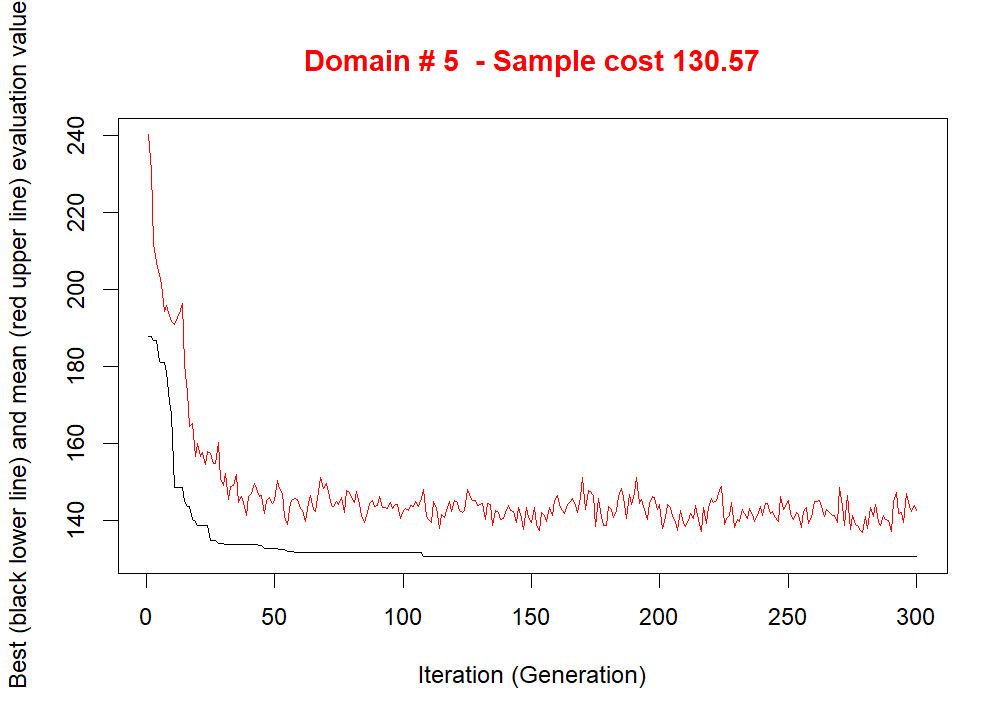 Domain # 5  - Sample cost 130.57
Best (black lower line) and mean (red upper line) evaluation value
240
220
200
180
160
140
0 50 100 150 200 250 300
Iteration (Generation)